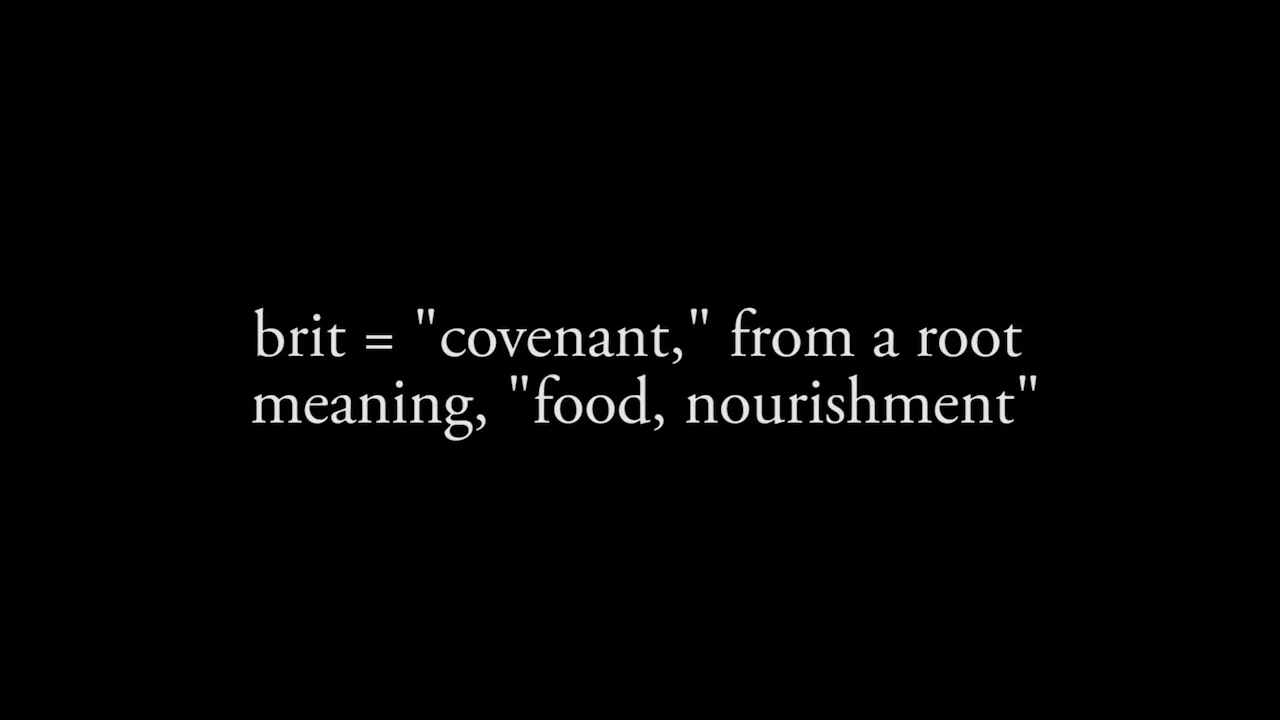 brit = "covenant," from a root
meaning, "food, nourishment"